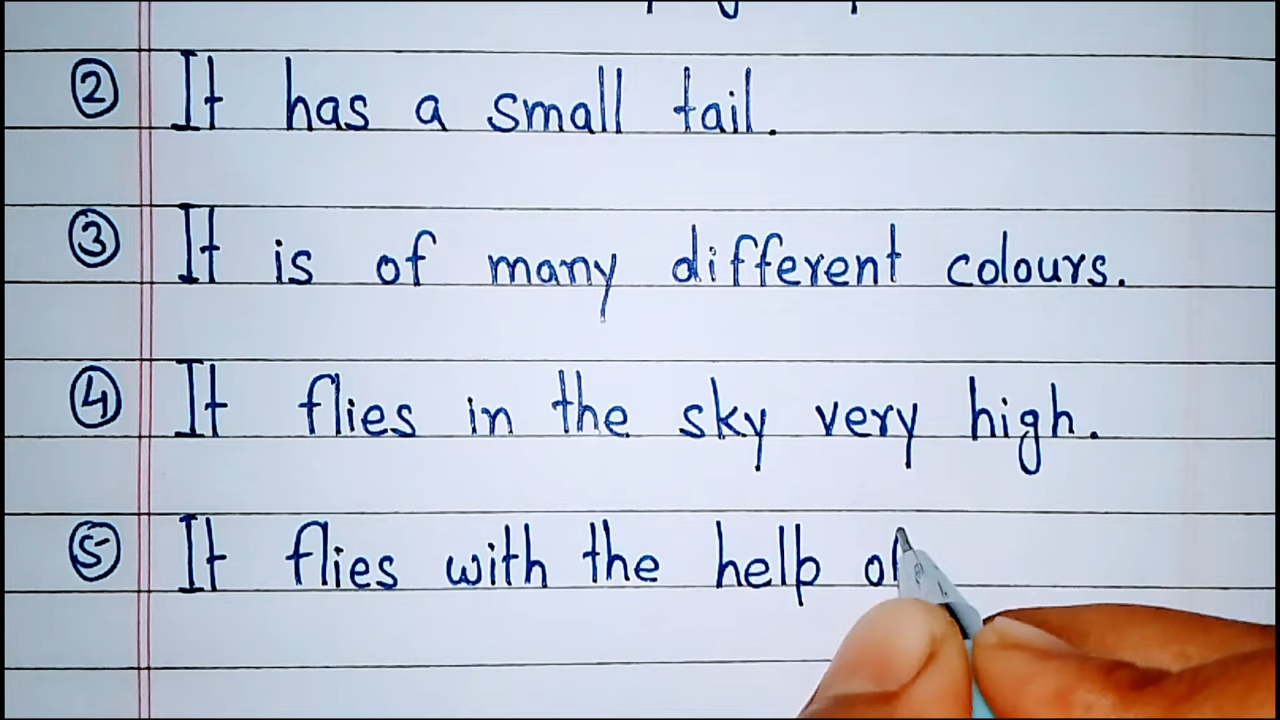 ② It has a small tail.
③ It is of many different colours.
④ It flies in the sky very high.
⑤ It flies with the help